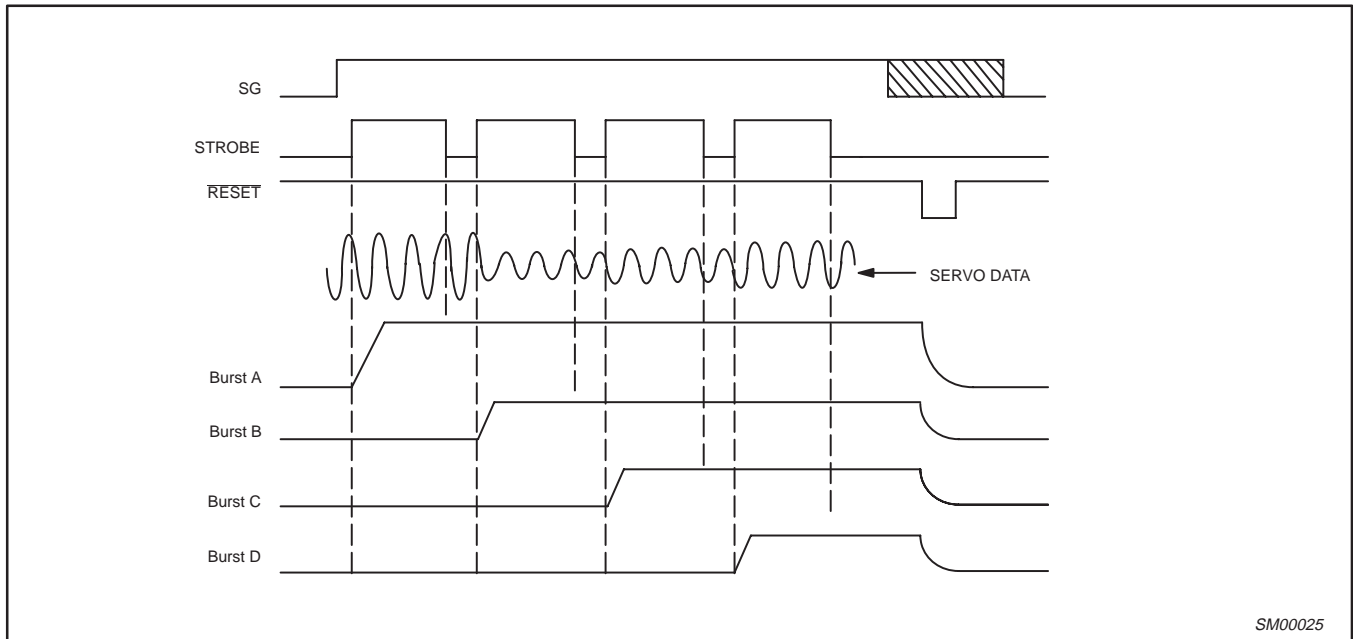 SG
STROBE
RESET
SERVO DATA
Burst A
Burst B
Burst C
Burst D
SM00025